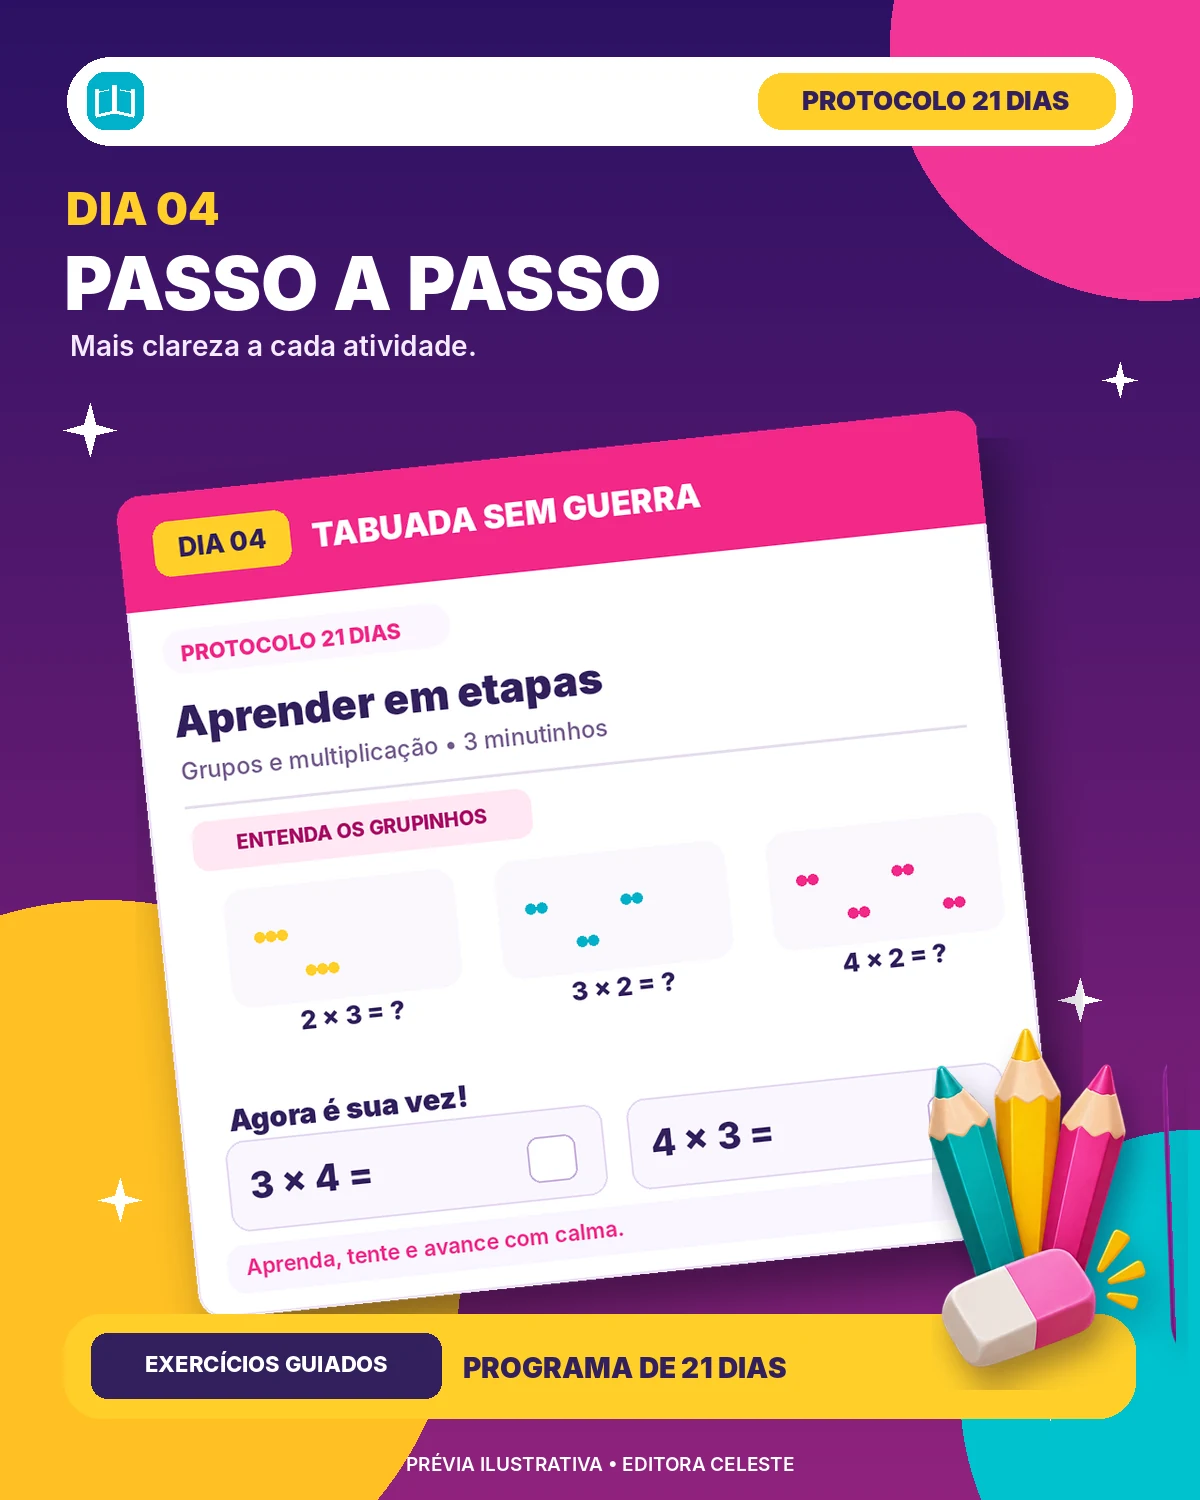 PROTOCOLO 21 DIAS
DIA 04
PASSO A PASSO
Mais clareza a cada atividade.
DIA 04
TABUADA SEM GUERRA
PROTOCOLO 21 DIAS
Aprender em etapas
Grupos e multiplicação • 3 minutinhos
ENTENDA OS GRUPINHOS
2 × 3 = ?
3 × 2 = ?
4 × 2 = ?
Agora é sua vez!
3 × 4 =
4 × 3 =
Aprenda, tente e avance com calma.
EXERCÍCIOS GUIADOS
PROGRAMA DE 21 DIAS
PRÉVIA ILUSTRATIVA • EDITORA CELESTE